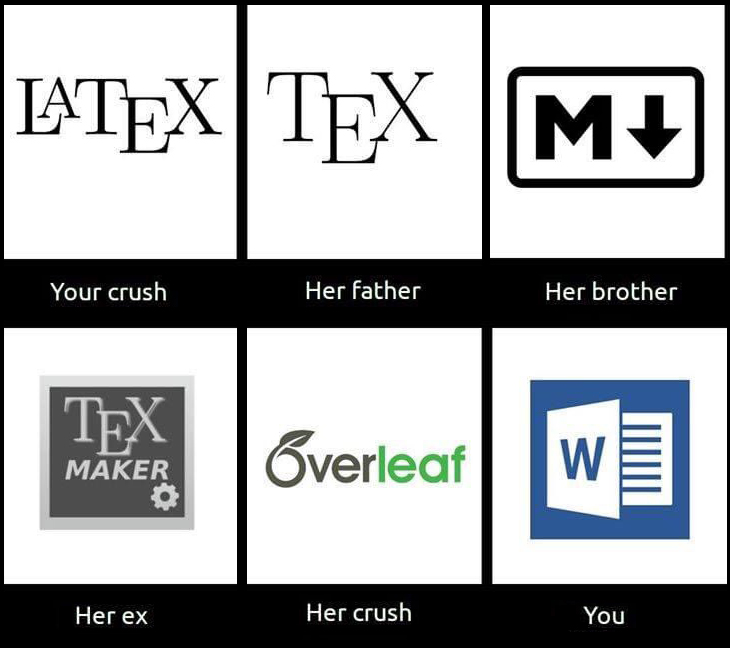 LATEX
TEX
M
Your crush
Her father
Her brother
TEX
MAKER
Overleaf
W
Her ex
Her crush
You